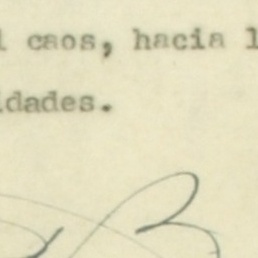 l caos, hacia l
idades.